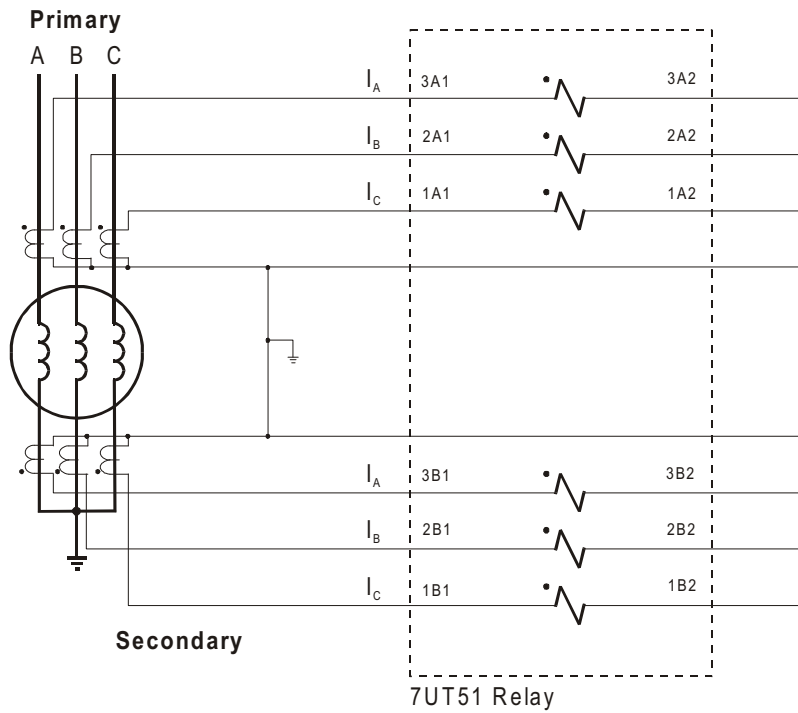 Primary
A B C
I_A 3A1 3A2
I_B 2A1 2A2
I_C 1A1 1A2
I_A 3B1 3B2
I_B 2B1 2B2
I_C 1B1 1B2
Secondary
7UT51 Relay